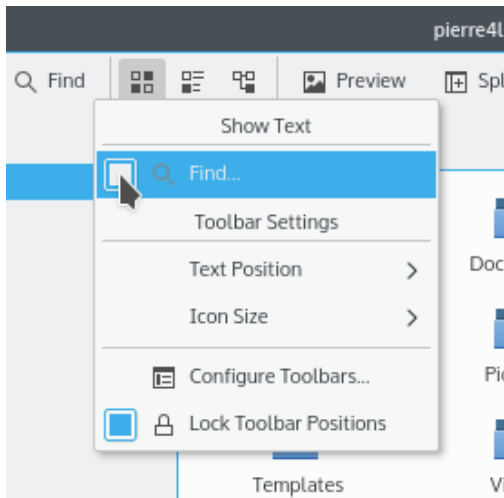 pierre4l
Find
Preview
Spl
Show Text
Find...
Toolbar Settings
Text Position
Icon Size
Configure Toolbars...
Lock Toolbar Positions
Doc
Pi
Templates
V